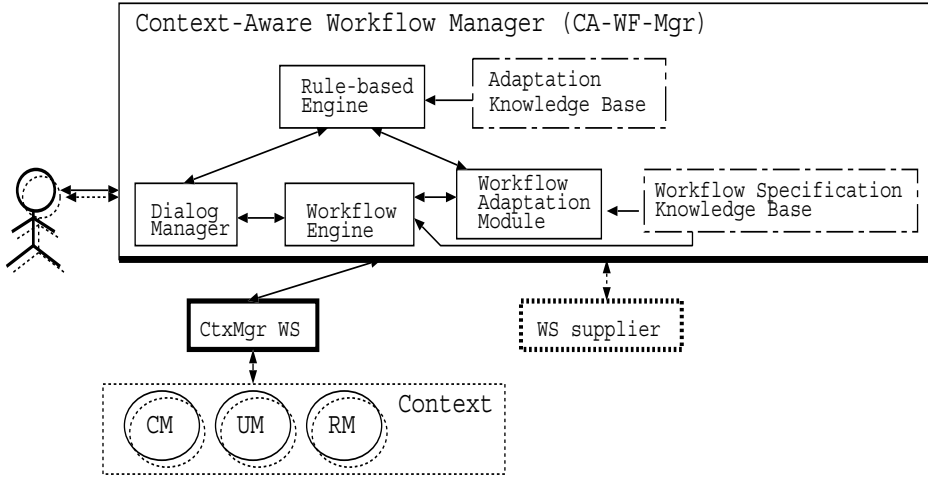 Context-Aware Workflow Manager (CA-WF-Mgr)
Rule-based
Engine
Adaptation
Knowledge Base
Dialog
Manager
Workflow
Engine
Workflow
Adaptation
Module
Workflow Specification
Knowledge Base
CtxMgr WS
WS supplier
Context
CM
UM
RM